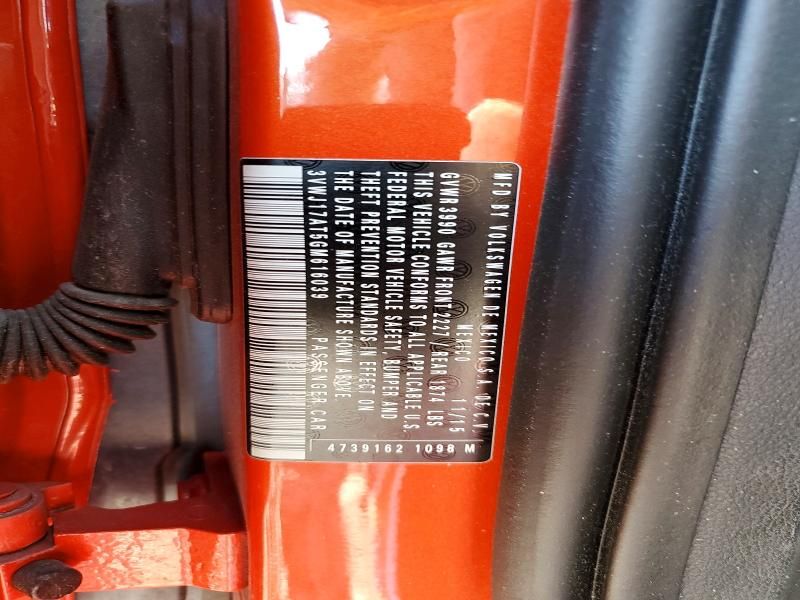 MFD BY VOLKSWAGEN DE MEXICO S.A. DE C.V.
MEXICO 11/15
GVWR 3990 GAWR FRONT 2227 REAR 1874 LBS
THIS VEHICLE CONFORMS TO ALL APPLICABLE U.S.
FEDERAL MOTOR VEHICLE SAFETY, BUMPER AND
THEFT PREVENTION STANDARDS IN EFFECT ON
THE DATE OF MANUFACTURE SHOWN ABOVE.
3VWJ17AT5GM616039 PASSENGER CAR
4739162 1098 M